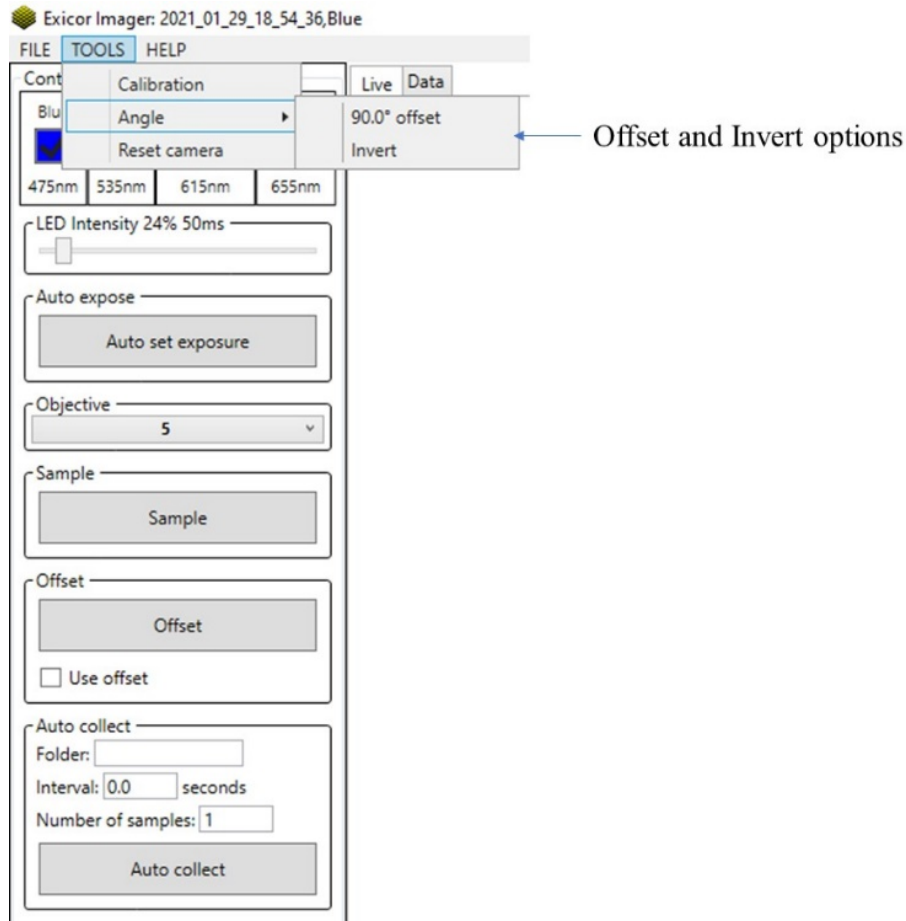 Exicor Imager: 2021_01_29_18_54_36,Blue
FILE TOOLS HELP
Cont
Live Data
Calibration
Blu
Angle
90.0° offset
Offset and Invert options
Reset camera
Invert
475nm 535nm 615nm 655nm
LED Intensity 24% 50ms
Auto expose
Auto set exposure
Objective
5
Sample
Sample
Offset
Offset
Use offset
Auto collect
Folder:
Interval: 0.0 seconds
Number of samples: 1
Auto collect